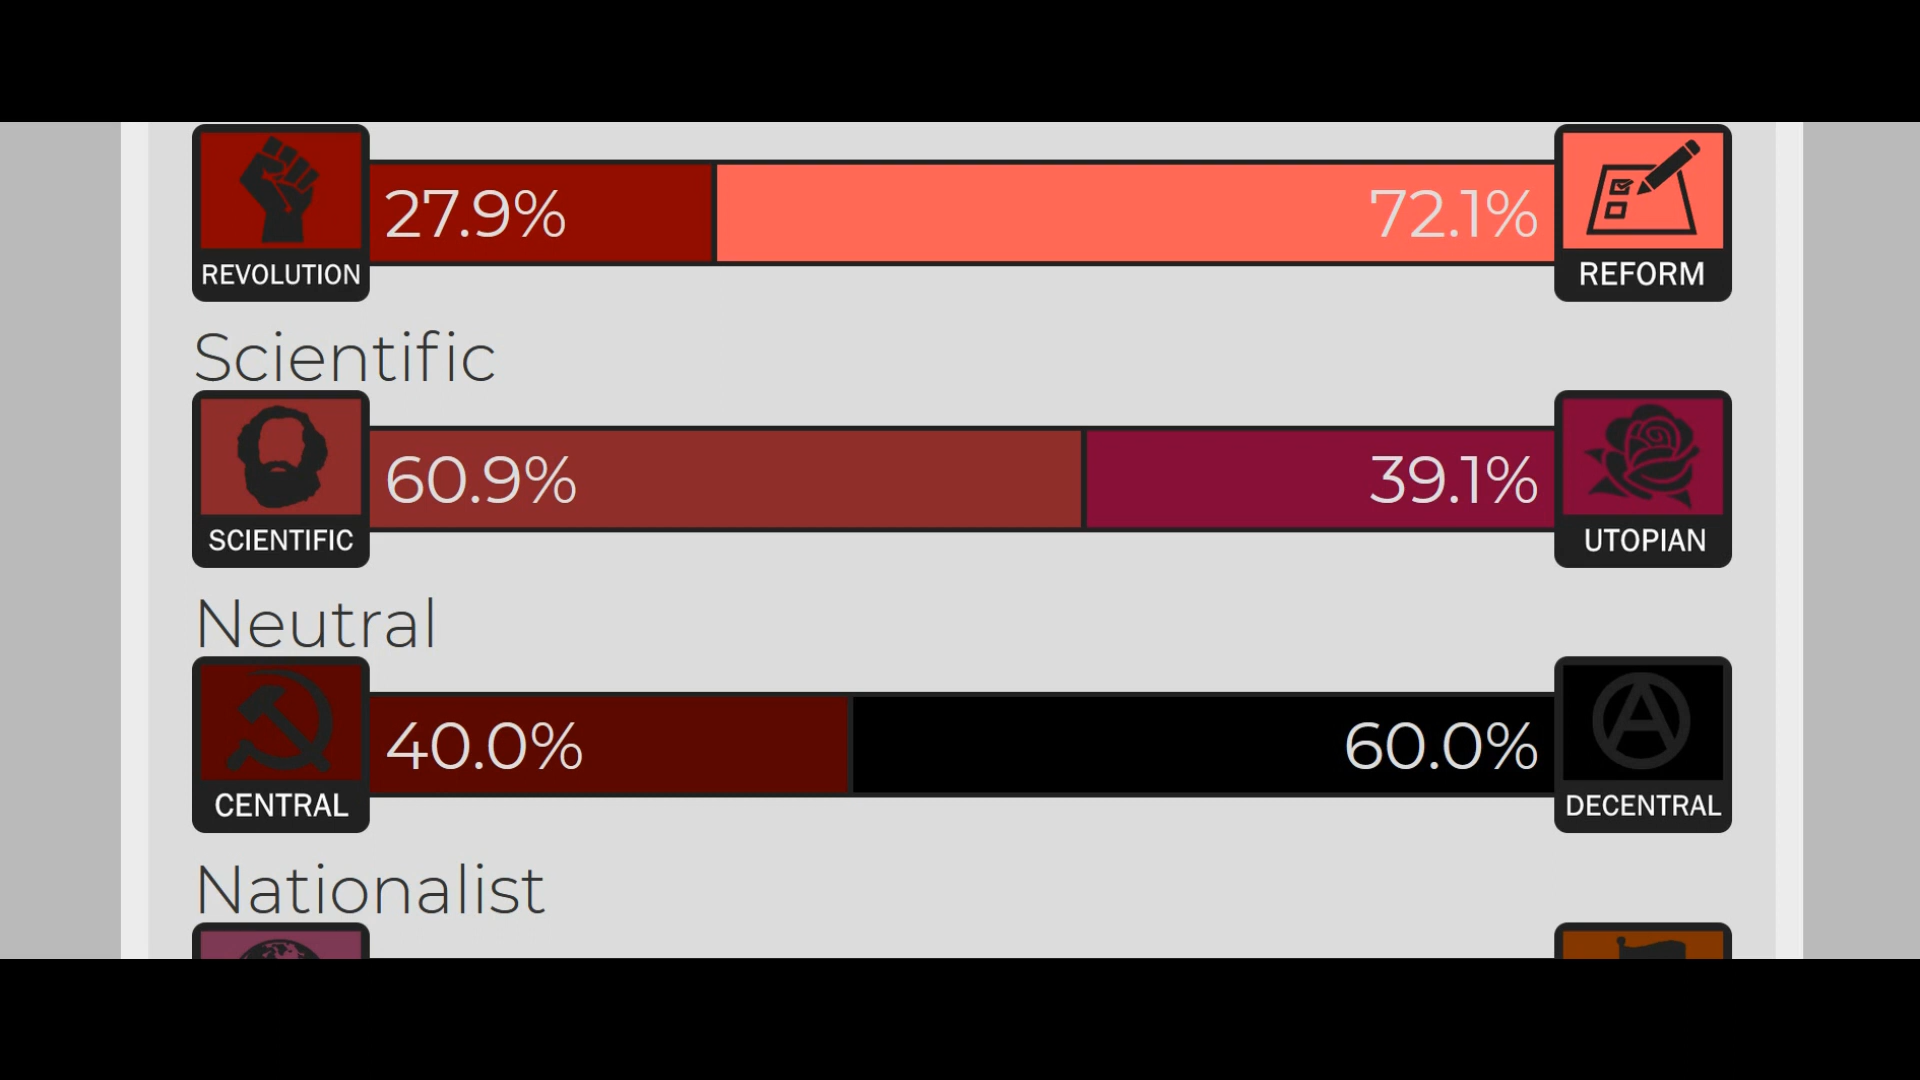 27.9%
72.1%
REVOLUTION
REFORM
Scientific
60.9%
39.1%
SCIENTIFIC
UTOPIAN
Neutral
40.0%
60.0%
CENTRAL
DECENTRAL
Nationalist